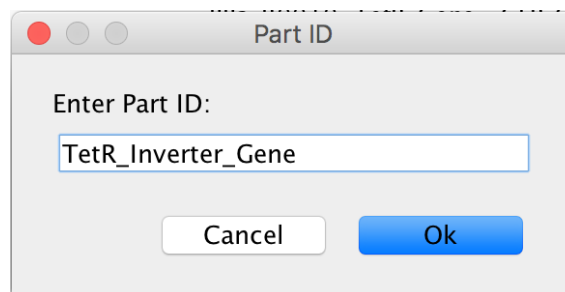 Part ID
Enter Part ID:
TetR_Inverter_Gene
Cancel
Ok